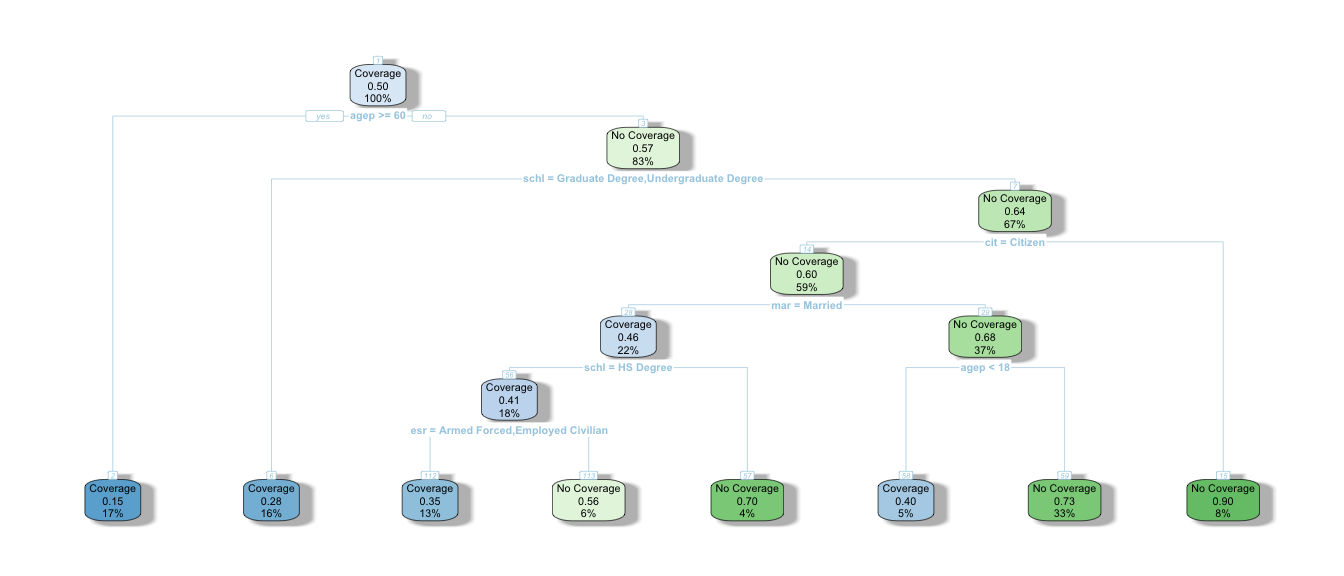 1
Coverage
0.50
100%
yes agep >= 60 no
3
No Coverage
0.57
83%
schl = Graduate Degree,Undergraduate Degree
7
No Coverage
0.64
67%
cit = Citizen
14
No Coverage
0.60
59%
mar = Married
28
Coverage
0.46
22%
29
No Coverage
0.68
37%
schl = HS Degree
agep < 18
56
Coverage
0.41
18%
esr = Armed Forced,Employed Civilian
2
Coverage
0.15
17%
6
Coverage
0.28
16%
112
Coverage
0.35
13%
113
No Coverage
0.56
6%
57
No Coverage
0.70
4%
58
Coverage
0.40
5%
59
No Coverage
0.73
33%
15
No Coverage
0.90
8%